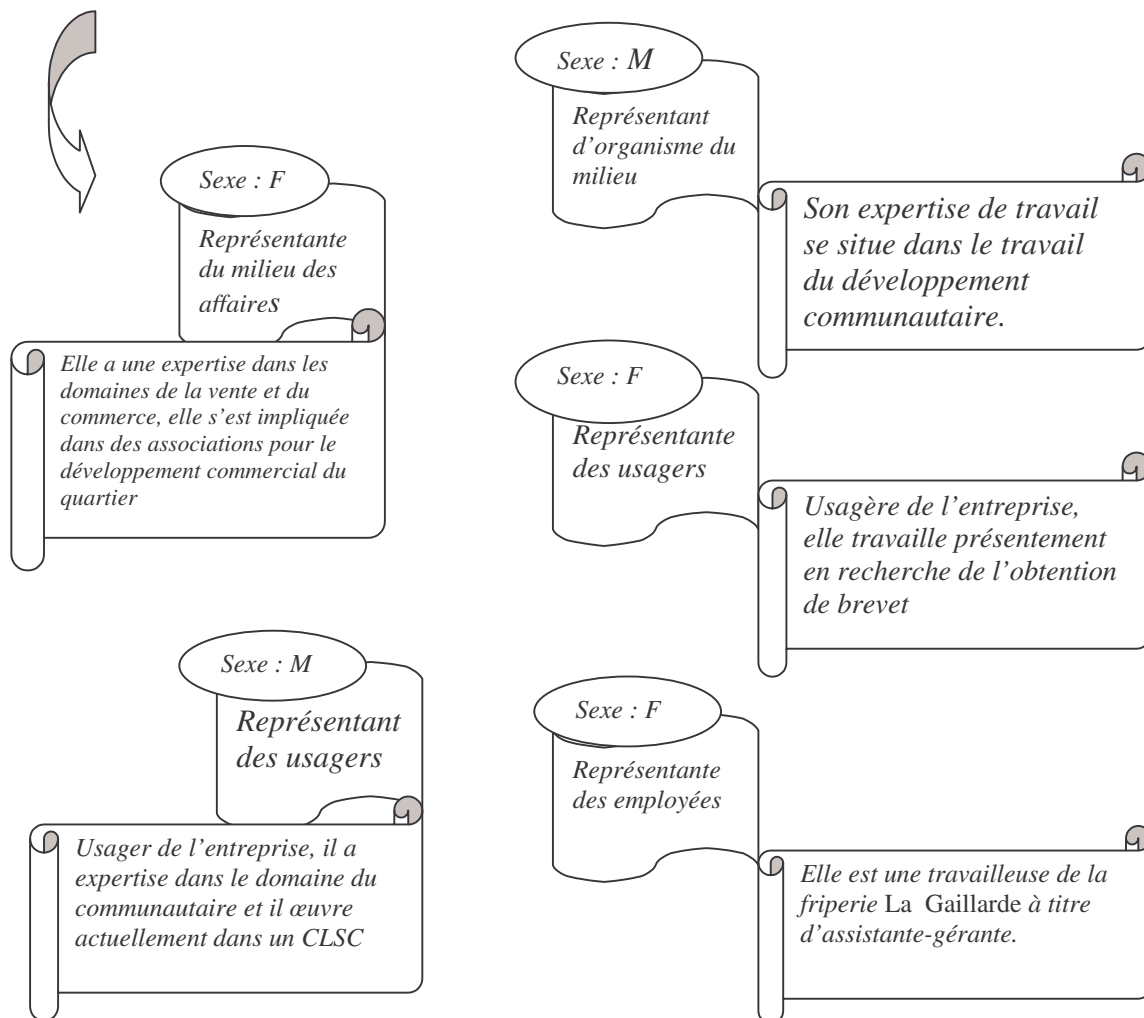 Sexe : F
Représentante
du milieu des
affaires
Elle a une expertise dans les
domaines de la vente et du
commerce, elle s’est impliquée
dans des associations pour le
développement commercial du
quartier
Sexe : M
Représentant
des usagers
Usager de l’entreprise, il a
expertise dans le domaine du
communautaire et il œuvre
actuellement dans un CLSC
Sexe : M
Représentant
d’organisme du
milieu
Son expertise de travail
se situe dans le travail
du développement
communautaire.
Sexe : F
Représentante
des usagers
Usagère de l’entreprise,
elle travaille présentement
en recherche de l’obtention
de brevet
Sexe : F
Représentante
des employées
Elle est une travailleuse de la
friperie La Gaillarde à titre
d’assistante-gérante.